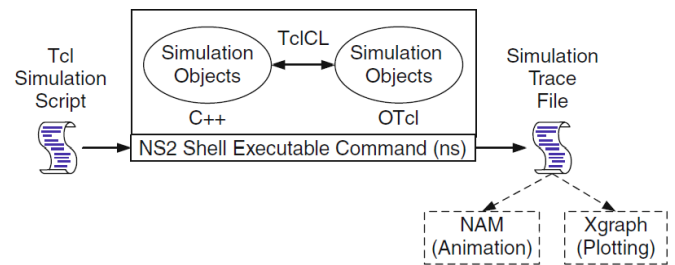 Tcl
Simulation
Script
Simulation
Objects
C++
TclCL
Simulation
Objects
OTcl
NS2 Shell Executable Command (ns)
Simulation
Trace
File
NAM
(Animation)
Xgraph
(Plotting)